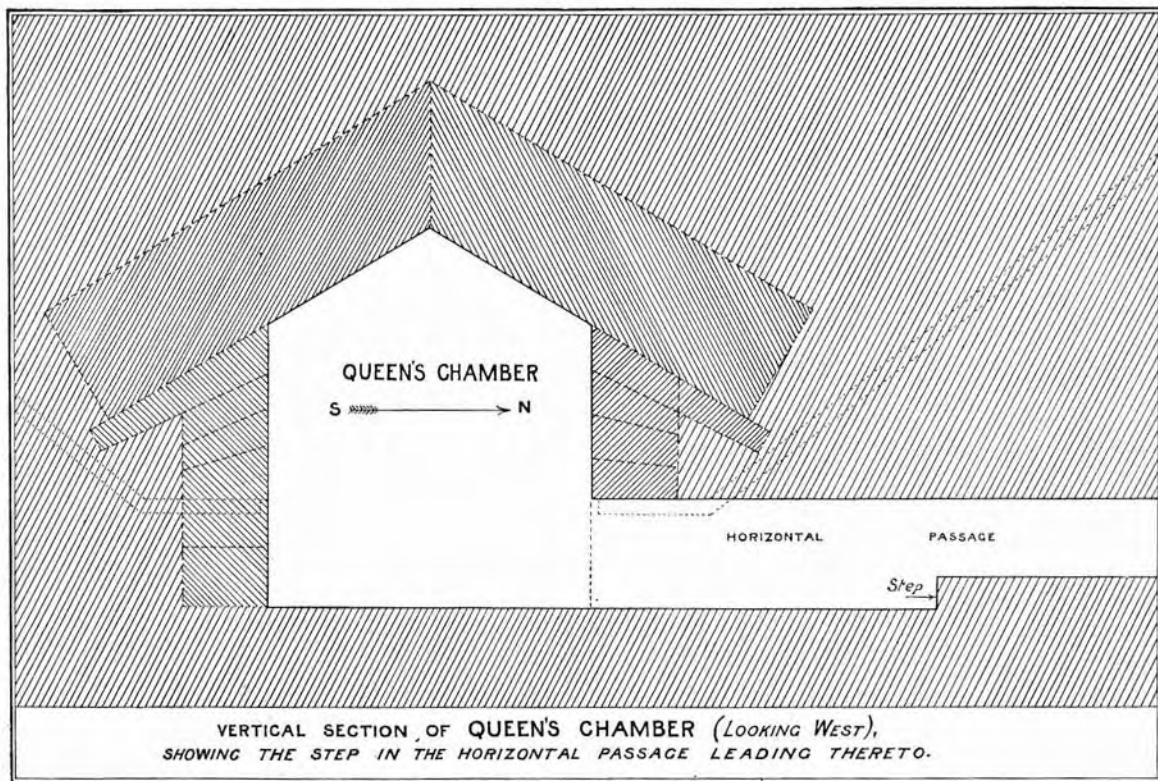 QUEEN'S CHAMBER
S N
HORIZONTAL PASSAGE
Step
VERTICAL SECTION OF QUEEN'S CHAMBER (LOOKING WEST),
SHOWING THE STEP IN THE HORIZONTAL PASSAGE LEADING THERETO.